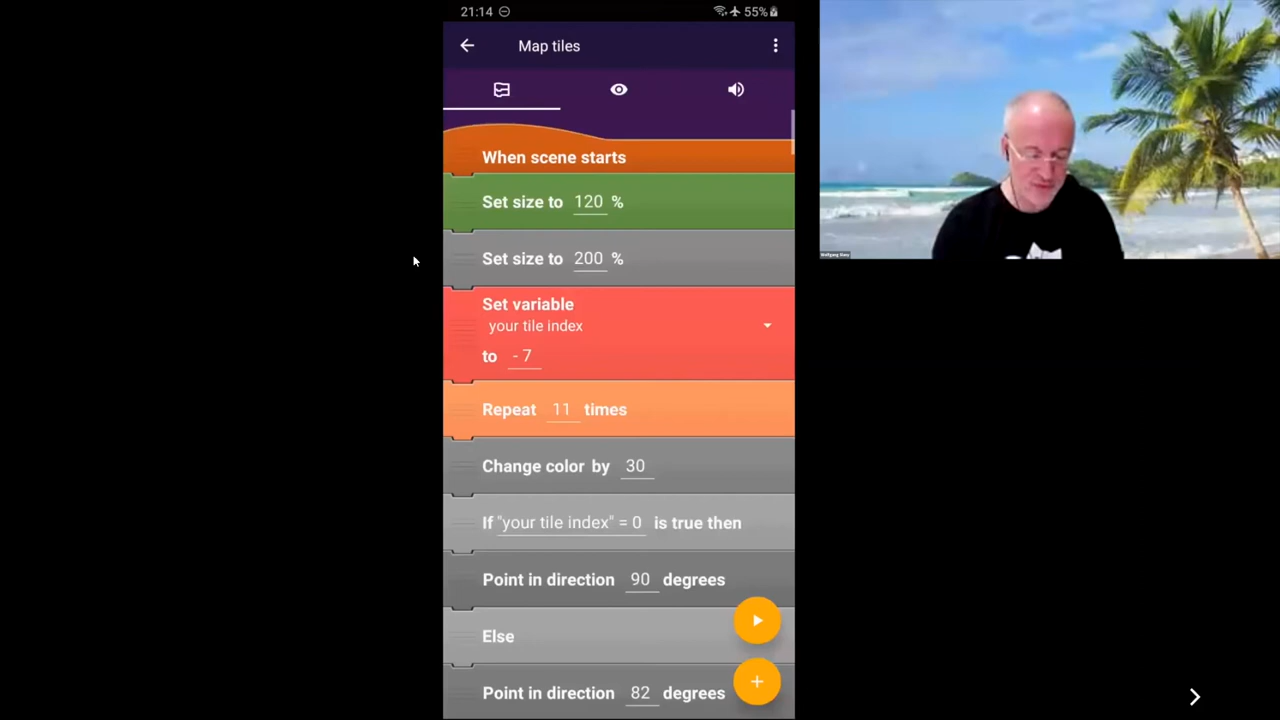 21:14
55%
Map tiles
When scene starts
Set size to 120 %
Set size to 200 %
Set variable
your tile index
to - 7
Repeat 11 times
Change color by 30
If "your tile index" = 0 is true then
Point in direction 90 degrees
Else
Point in direction 82 degrees